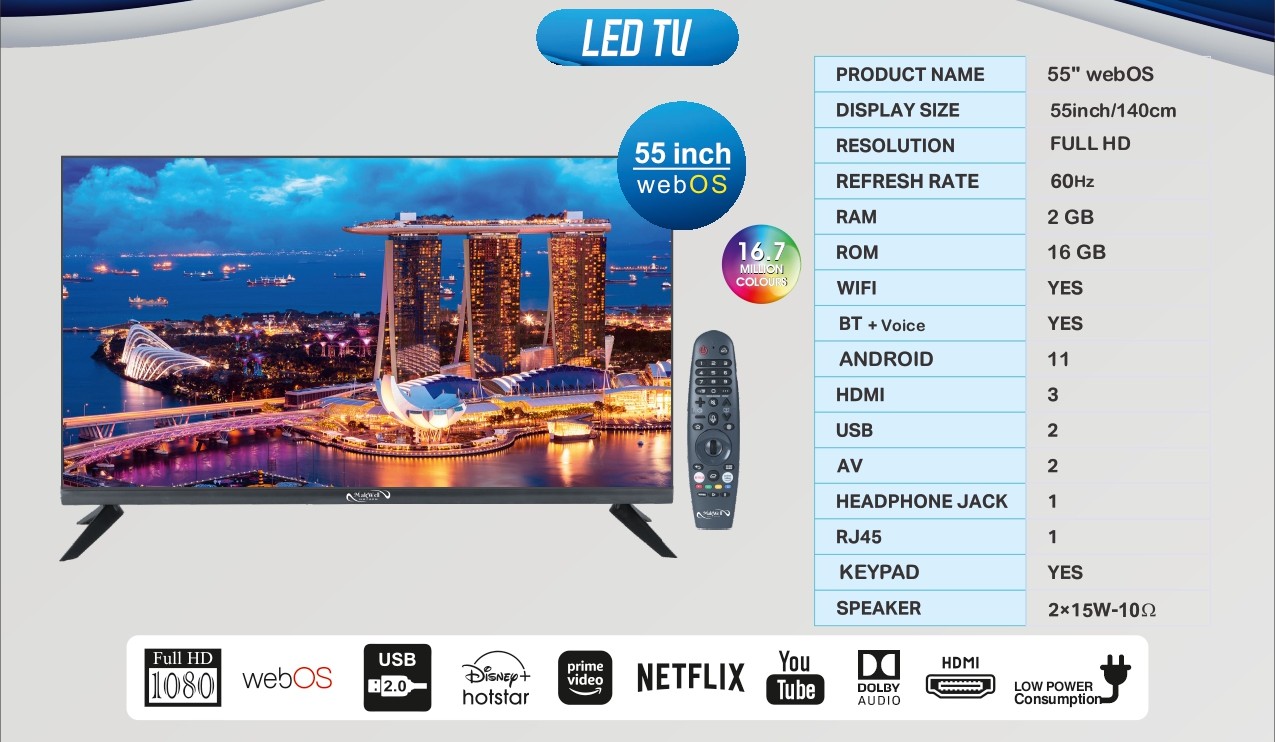 LED TV
55 inch
webOS
16.7
MILLION
COLOURS
PRODUCT NAME 55" webOS
DISPLAY SIZE 55inch/140cm
RESOLUTION FULL HD
REFRESH RATE 60Hz
RAM 2 GB
ROM 16 GB
WIFI YES
BT + Voice YES
ANDROID 11
HDMI 3
USB 2
AV 2
HEADPHONE JACK 1
RJ45 1
KEYPAD YES
SPEAKER 2×15W-10Ω
Full HD
1080
webOS
USB
2.0
Disney+
hotstar
prime
video
NETFLIX
You
Tube
DOLBY
AUDIO
HDMI
LOW POWER
Consumption